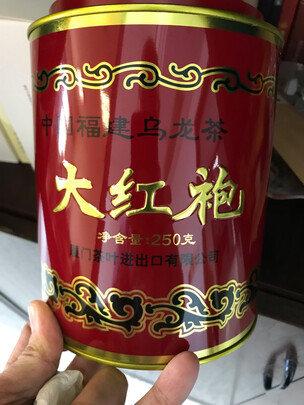 中国福建乌龙茶
大红袍
净含量:250克
厦门茶叶进出口有限公司